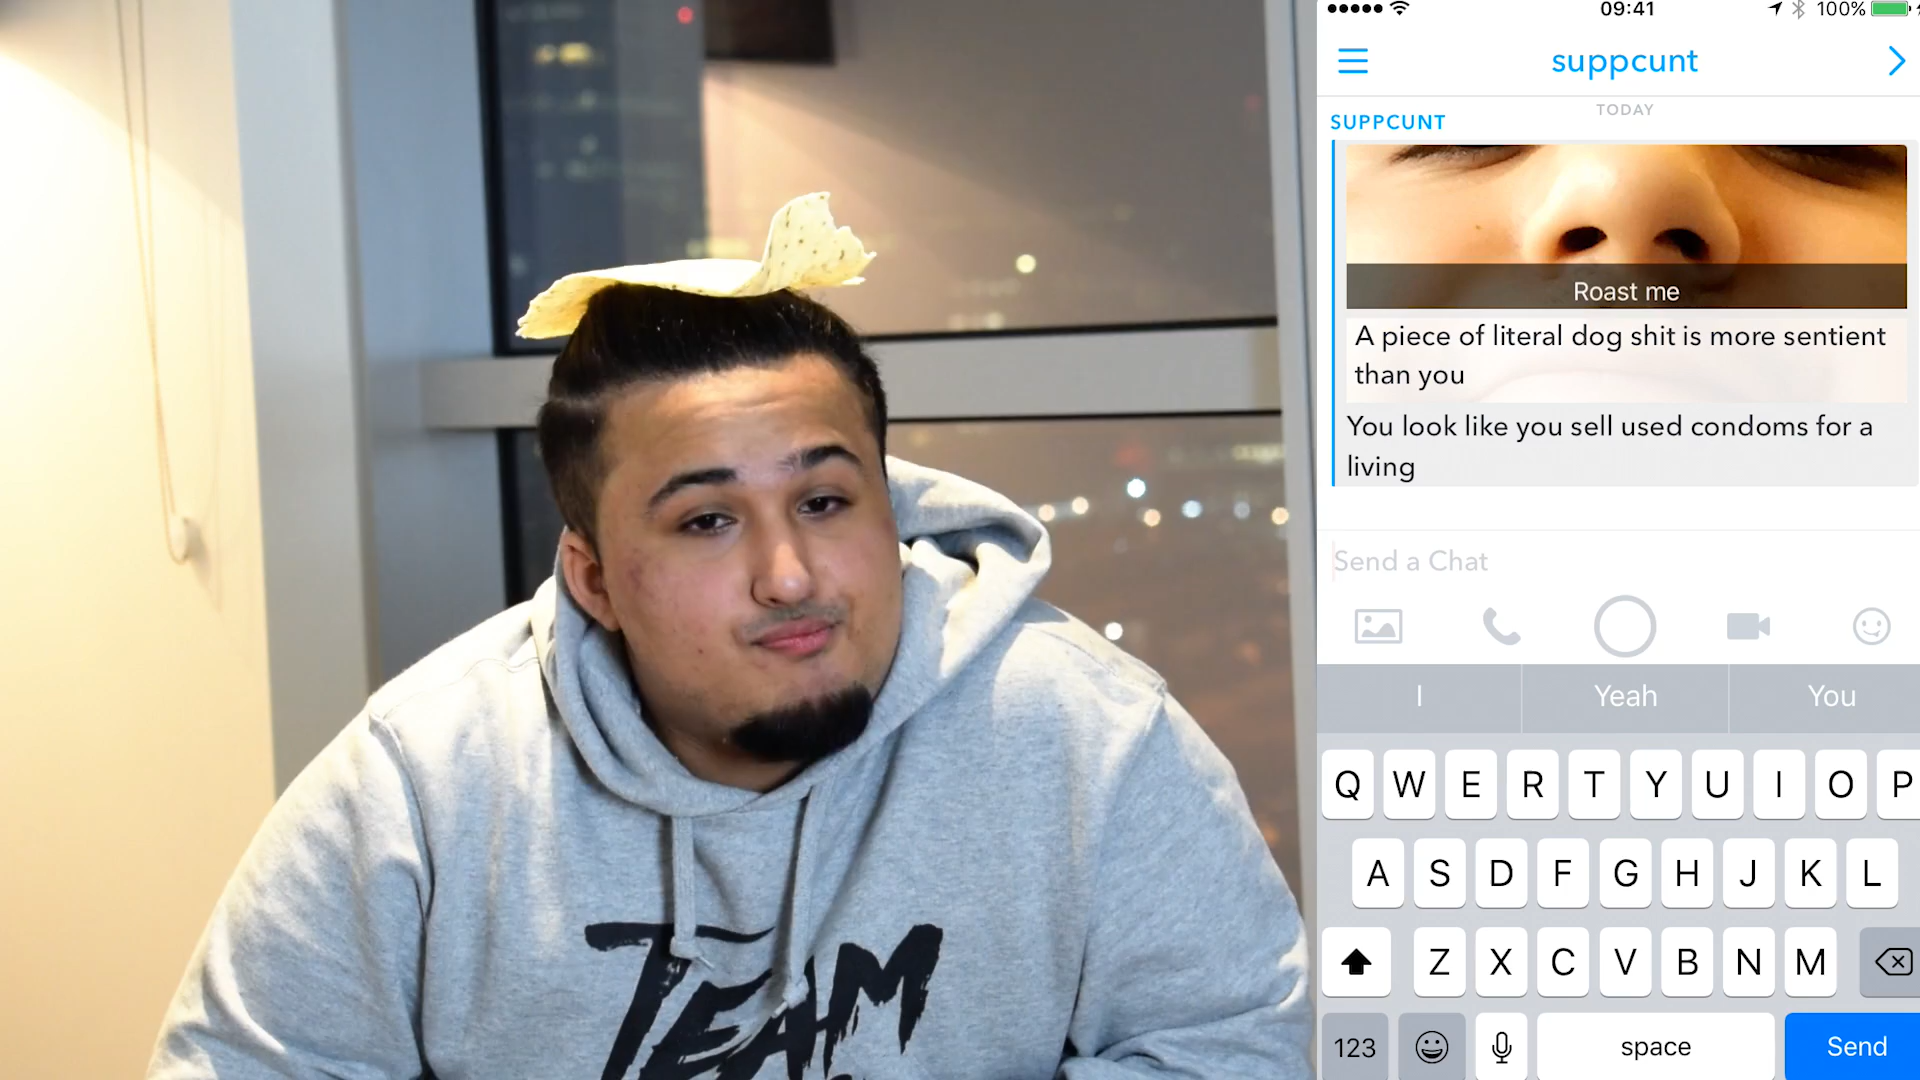 TEAM
09:41
100%
suppcunt
TODAY
SUPPCUNT
Roast me
A piece of literal dog shit is more sentient
than you
You look like you sell used condoms for a
living
Send a Chat
I Yeah You
Q W E R T Y U I O P
A S D F G H J K L
Z X C V B N M
123 space Send